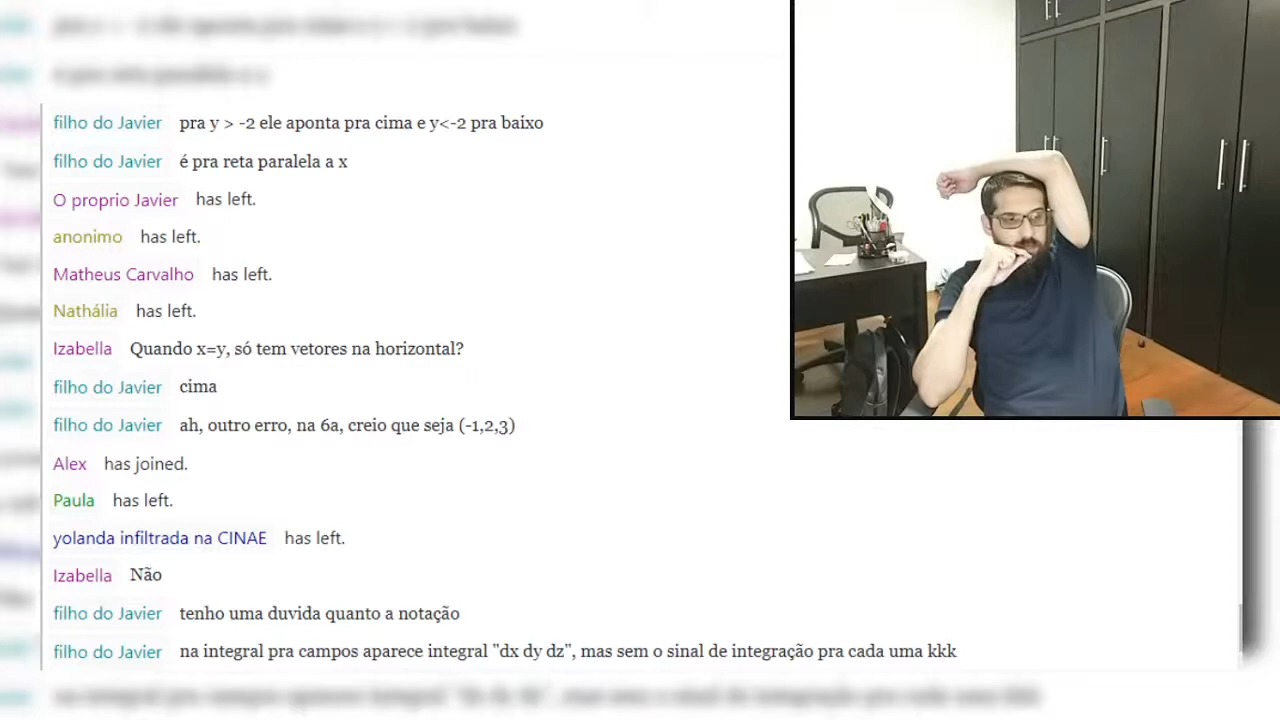 filho do Javier pra y > -2 ele aponta pra cima e y<-2 pra baixo
filho do Javier é pra reta paralela a x
O proprio Javier has left.
anonimo has left.
Matheus Carvalho has left.
Nathália has left.
Izabella Quando x=y, só tem vetores na horizontal?
filho do Javier cima
filho do Javier ah, outro erro, na 6a, creio que seja (-1,2,3)
Alex has joined.
Paula has left.
yolanda infiltrada na CINAE has left.
Izabella Não
filho do Javier tenho uma duvida quanto a notação
filho do Javier na integral pra campos aparece integral "dx dy dz", mas sem o sinal de integração pra cada uma kkk